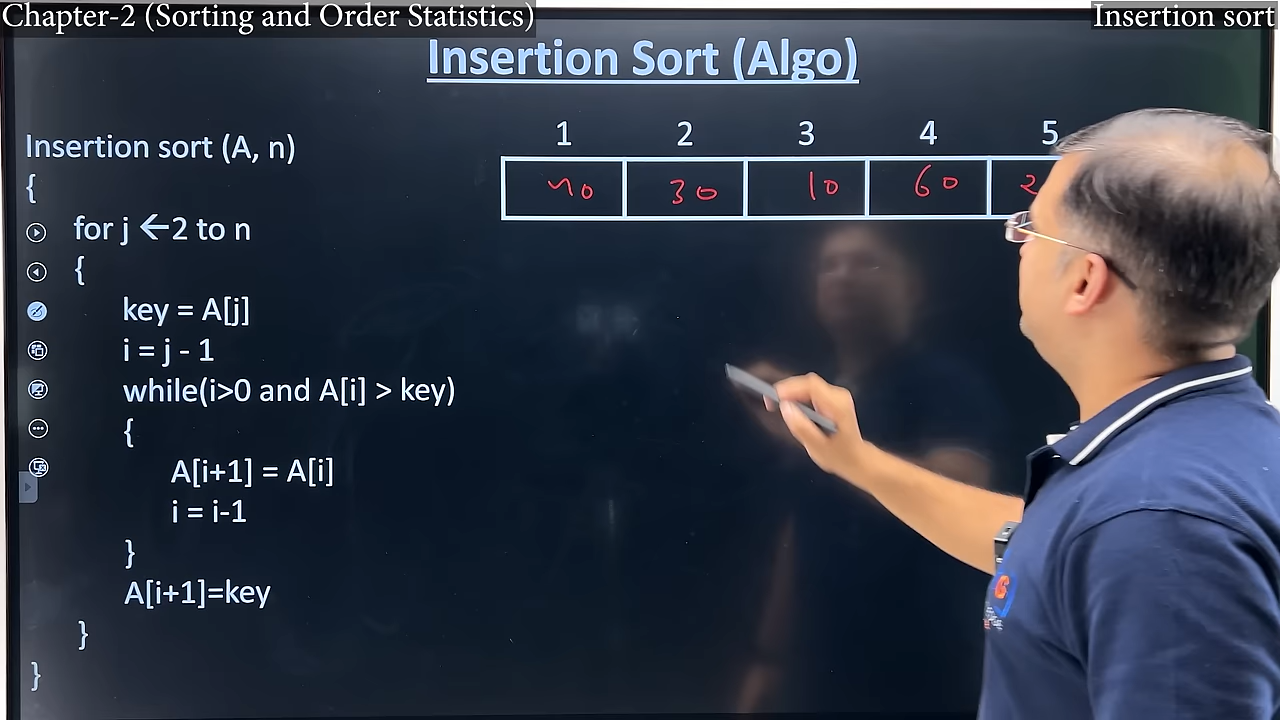 Chapter-2 (Sorting and Order Statistics)
Insertion sort
Insertion Sort (Algo)
Insertion sort (A, n)
{
for j ←2 to n
{
key = A[j]
i = j - 1
while(i>0 and A[i] > key)
{
A[i+1] = A[i]
i = i-1
}
A[i+1]=key
}
}
1 2 3 4 5
40 30 10 60